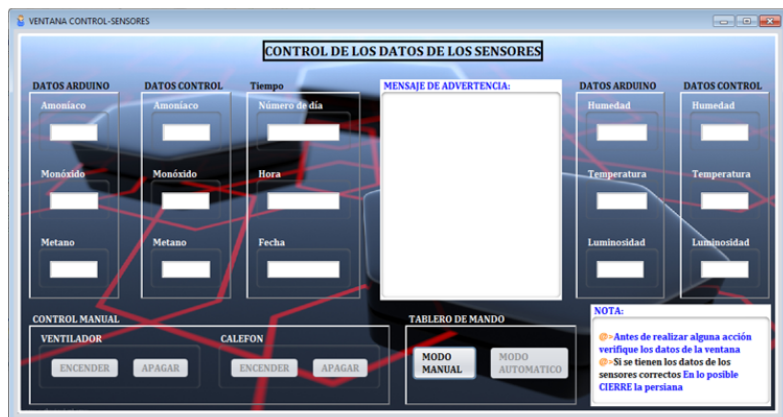 VENTANA CONTROL-SENSORES
CONTROL DE LOS DATOS DE LOS SENSORES
DATOS ARDUINO
Amoníaco
Monóxido
Metano
DATOS CONTROL
Amoníaco
Monóxido
Metano
Tiempo
Número de día
Hora
Fecha
MENSAJE DE ADVERTENCIA:
DATOS ARDUINO
Humedad
Temperatura
Luminosidad
DATOS CONTROL
Humedad
Temperatura
Luminosidad
CONTROL MANUAL
VENTILADOR
ENCENDER
APAGAR
CALEFON
ENCENDER
APAGAR
TABLERO DE MANDO
MODO
MANUAL
MODO
AUTOMATICO
NOTA:
@>Antes de realizar alguna acción
verifique los datos de la ventana
@>Si se tienen los datos de los
sensores correctos En lo posible
CIERRE la persiana